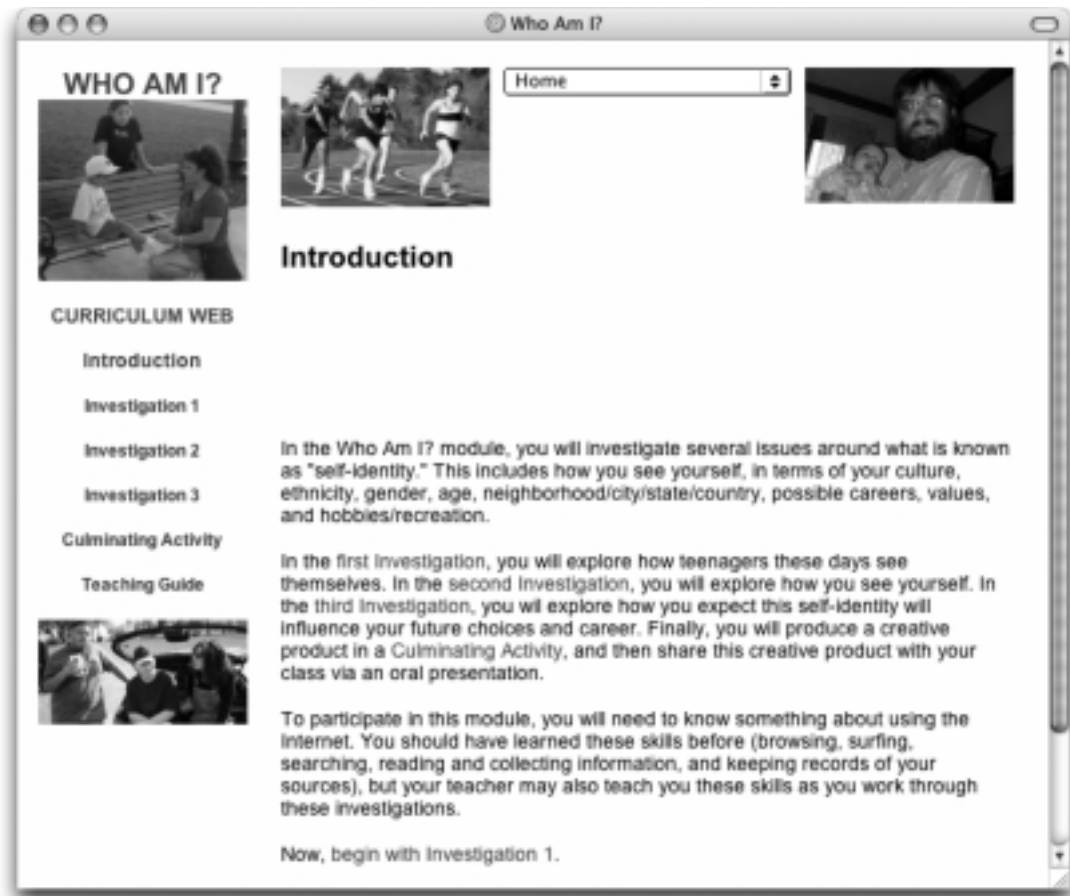 Who Am I?
WHO AM I?
Home
CURRICULUM WEB
Introduction
Investigation 1
Investigation 2
Investigation 3
Culminating Activity
Teaching Guide
Introduction
In the Who Am I? module, you will investigate several issues around what is known
as "self-identity." This includes how you see yourself, in terms of your culture,
ethnicity, gender, age, neighborhood/city/state/country, possible careers, values,
and hobbies/recreation.
In the first Investigation, you will explore how teenagers these days see
themselves. In the second Investigation, you will explore how you see yourself. In
the third Investigation, you wil explore how you expect this self-identity will
influence your future choices and career. Finally, you will produce a creative
product in a Culminating Activity, and then share this creative product with your
class via an oral presentation.
To participate in this module, you will need to know something about using the
Internet. You should have learned these skills before (browsing, surfing,
searching, reading and collecting information, and keeping records of your
sources), but your teacher may also teach you these skills as you work through
these investigations.
Now, begin with Investigation 1.